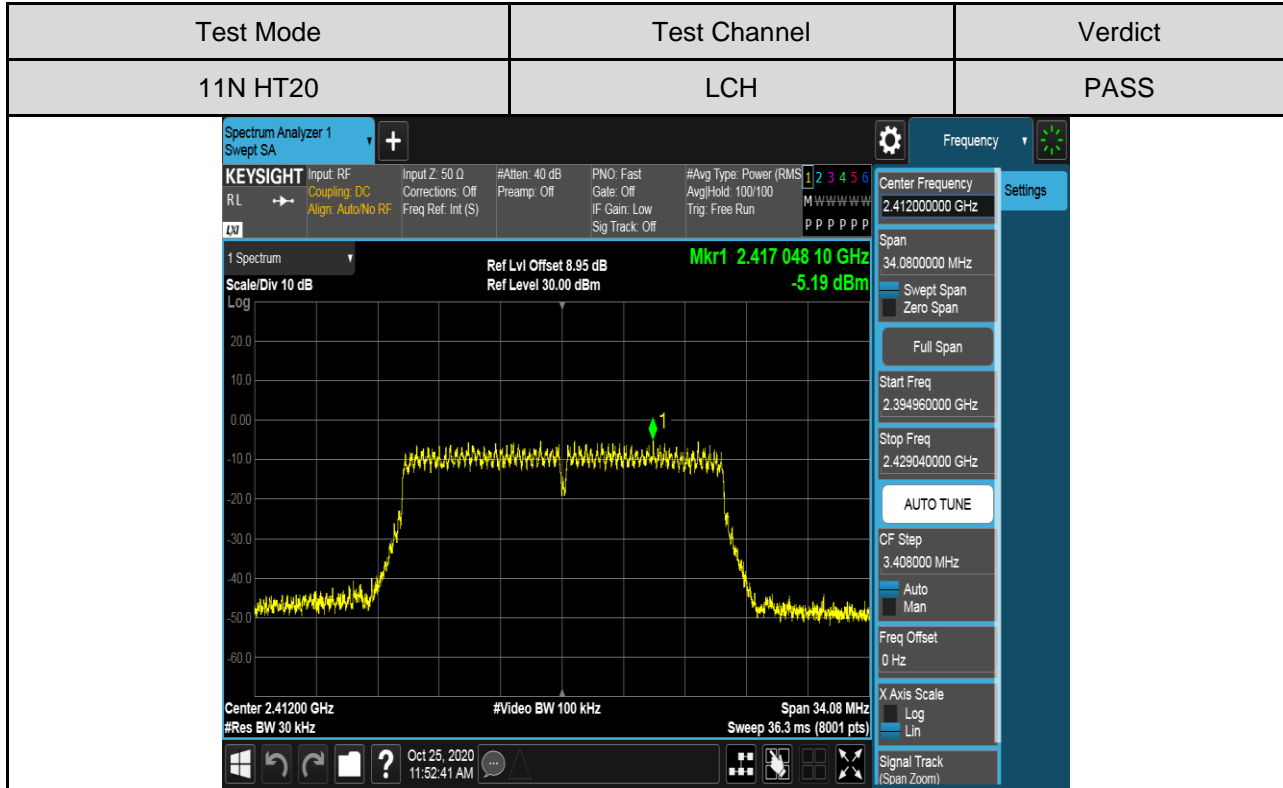 Test Mode Test Channel Verdict
11N HT20 LCH PASS
Spectrum Analyzer 1
Swept SA
+
Frequency
KEYSIGHT
RL
LXI
Input: RF
Coupling: DC
Align: Auto/No RF
Input Z: 50 Ω
Corrections: Off
Freq Ref: Int (S)
#Atten: 40 dB
Preamp: Off
PNO: Fast
Gate: Off
IF Gain: Low
Sig Track: Off
#Avg Type: Power (RMS
Avg|Hold: 100/100
Trig: Free Run
1 2 3 4 5 6
M W W W W W
P P P P P P
Center Frequency
2.412000000 GHz
Settings
1 Spectrum
Scale/Div 10 dB
Ref Lvl Offset 8.95 dB
Ref Level 30.00 dBm
Mkr1 2.417 048 10 GHz
-5.19 dBm
Log
20.0
10.0
0.00
-10.0
-20.0
-30.0
-40.0
-50.0
-60.0
1
Span
34.0800000 MHz
Swept Span
Zero Span
Full Span
Start Freq
2.394960000 GHz
Stop Freq
2.429040000 GHz
AUTO TUNE
CF Step
3.408000 MHz
Auto
Man
Freq Offset
0 Hz
X Axis Scale
Log
Lin
Signal Track
(Span Zoom)
Center 2.41200 GHz #Video BW 100 kHz Span 34.08 MHz
#Res BW 30 kHz Sweep 36.3 ms (8001 pts)
?
Oct 25, 2020
11:52:41 AM